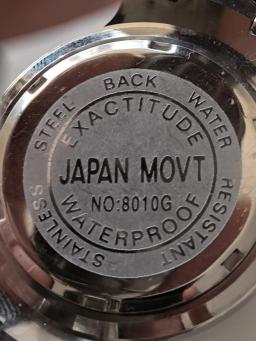 STAINLESS STEEL BACK WATER RESISTANT
EXACTITUDE
JAPAN MOVT
NO:8010G
WATERPROOF